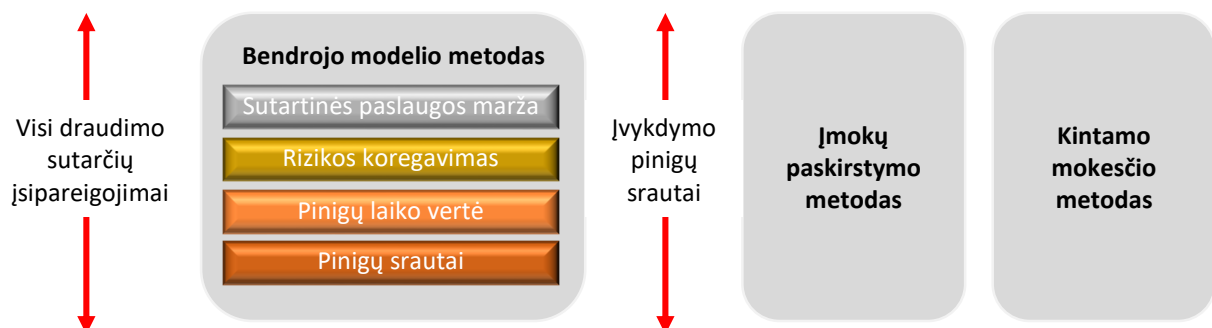 Visi draudimo
sutarčių
įsipareigojimai
Bendrojo modelio metodas
Sutartinės paslaugos marža
Rizikos koregavimas
Pinigų laiko vertė
Pinigų srautai
Įvykdymo
pinigų
srautai
Įmokų
paskirstymo
metodas
Kintamo
mokesčio
metodas